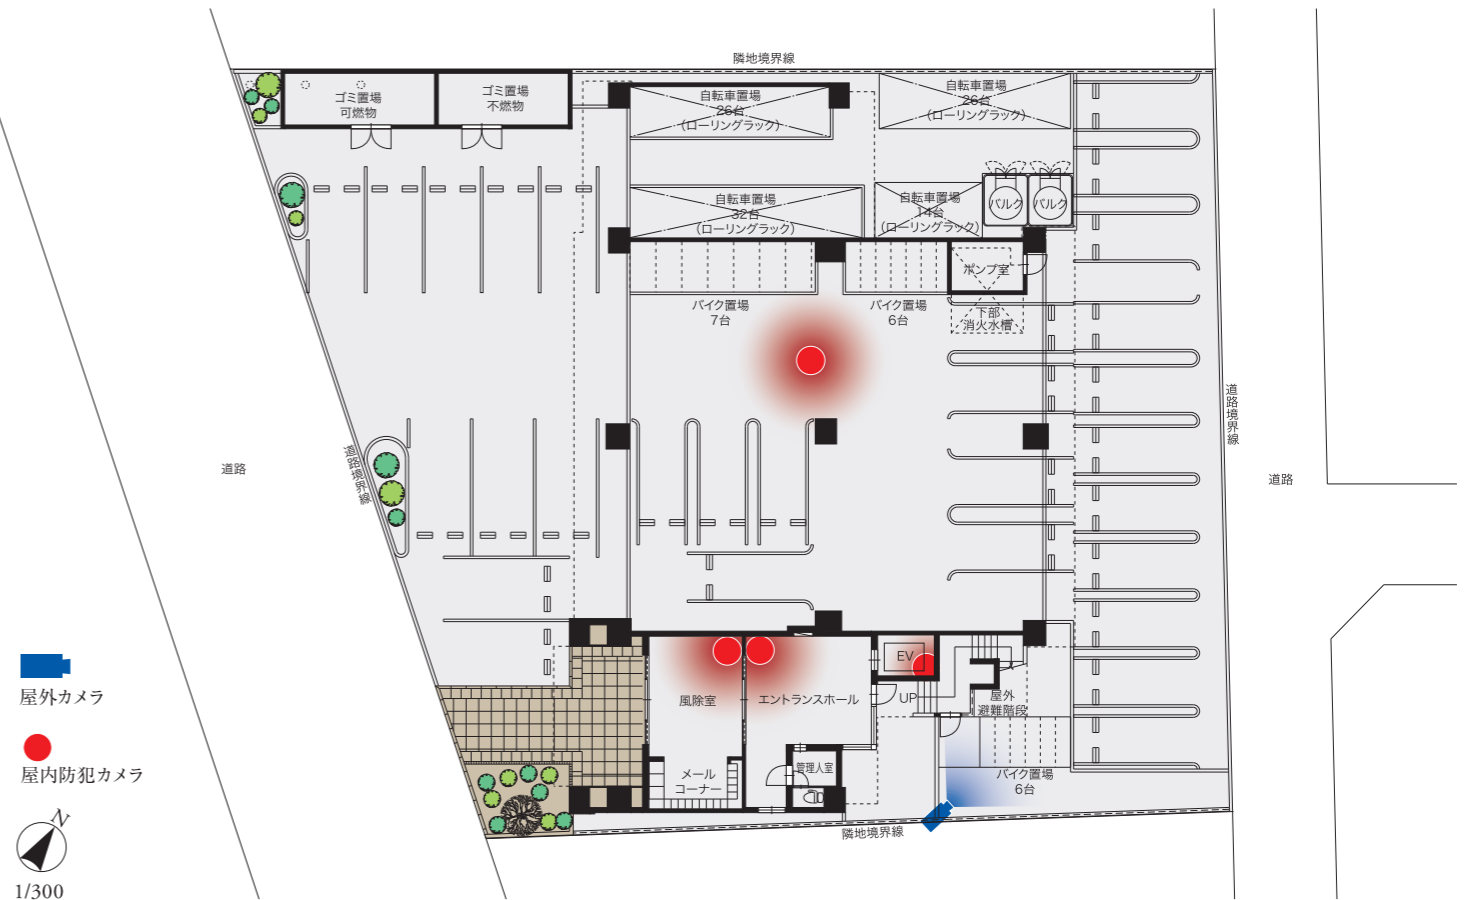 隣地境界線
ゴミ置場
可燃物
ゴミ置場
不燃物
自転車置場
26台
(ローリングラック)
自転車置場
26台
(ローリングラック)
自転車置場
32台
(ローリングラック)
自転車置場
14台
(ローリングラック)
バルク
バルク
ポンプ室
バイク置場
7台
バイク置場
6台
下部
消火水槽
道路境界線
道路
道路境界線
道路
風除室
エントランスホール
EV
UP
屋外
避難階段
メール
コーナー
管理人室
バイク置場
6台
隣地境界線
屋外カメラ
屋内防犯カメラ
N
1/300